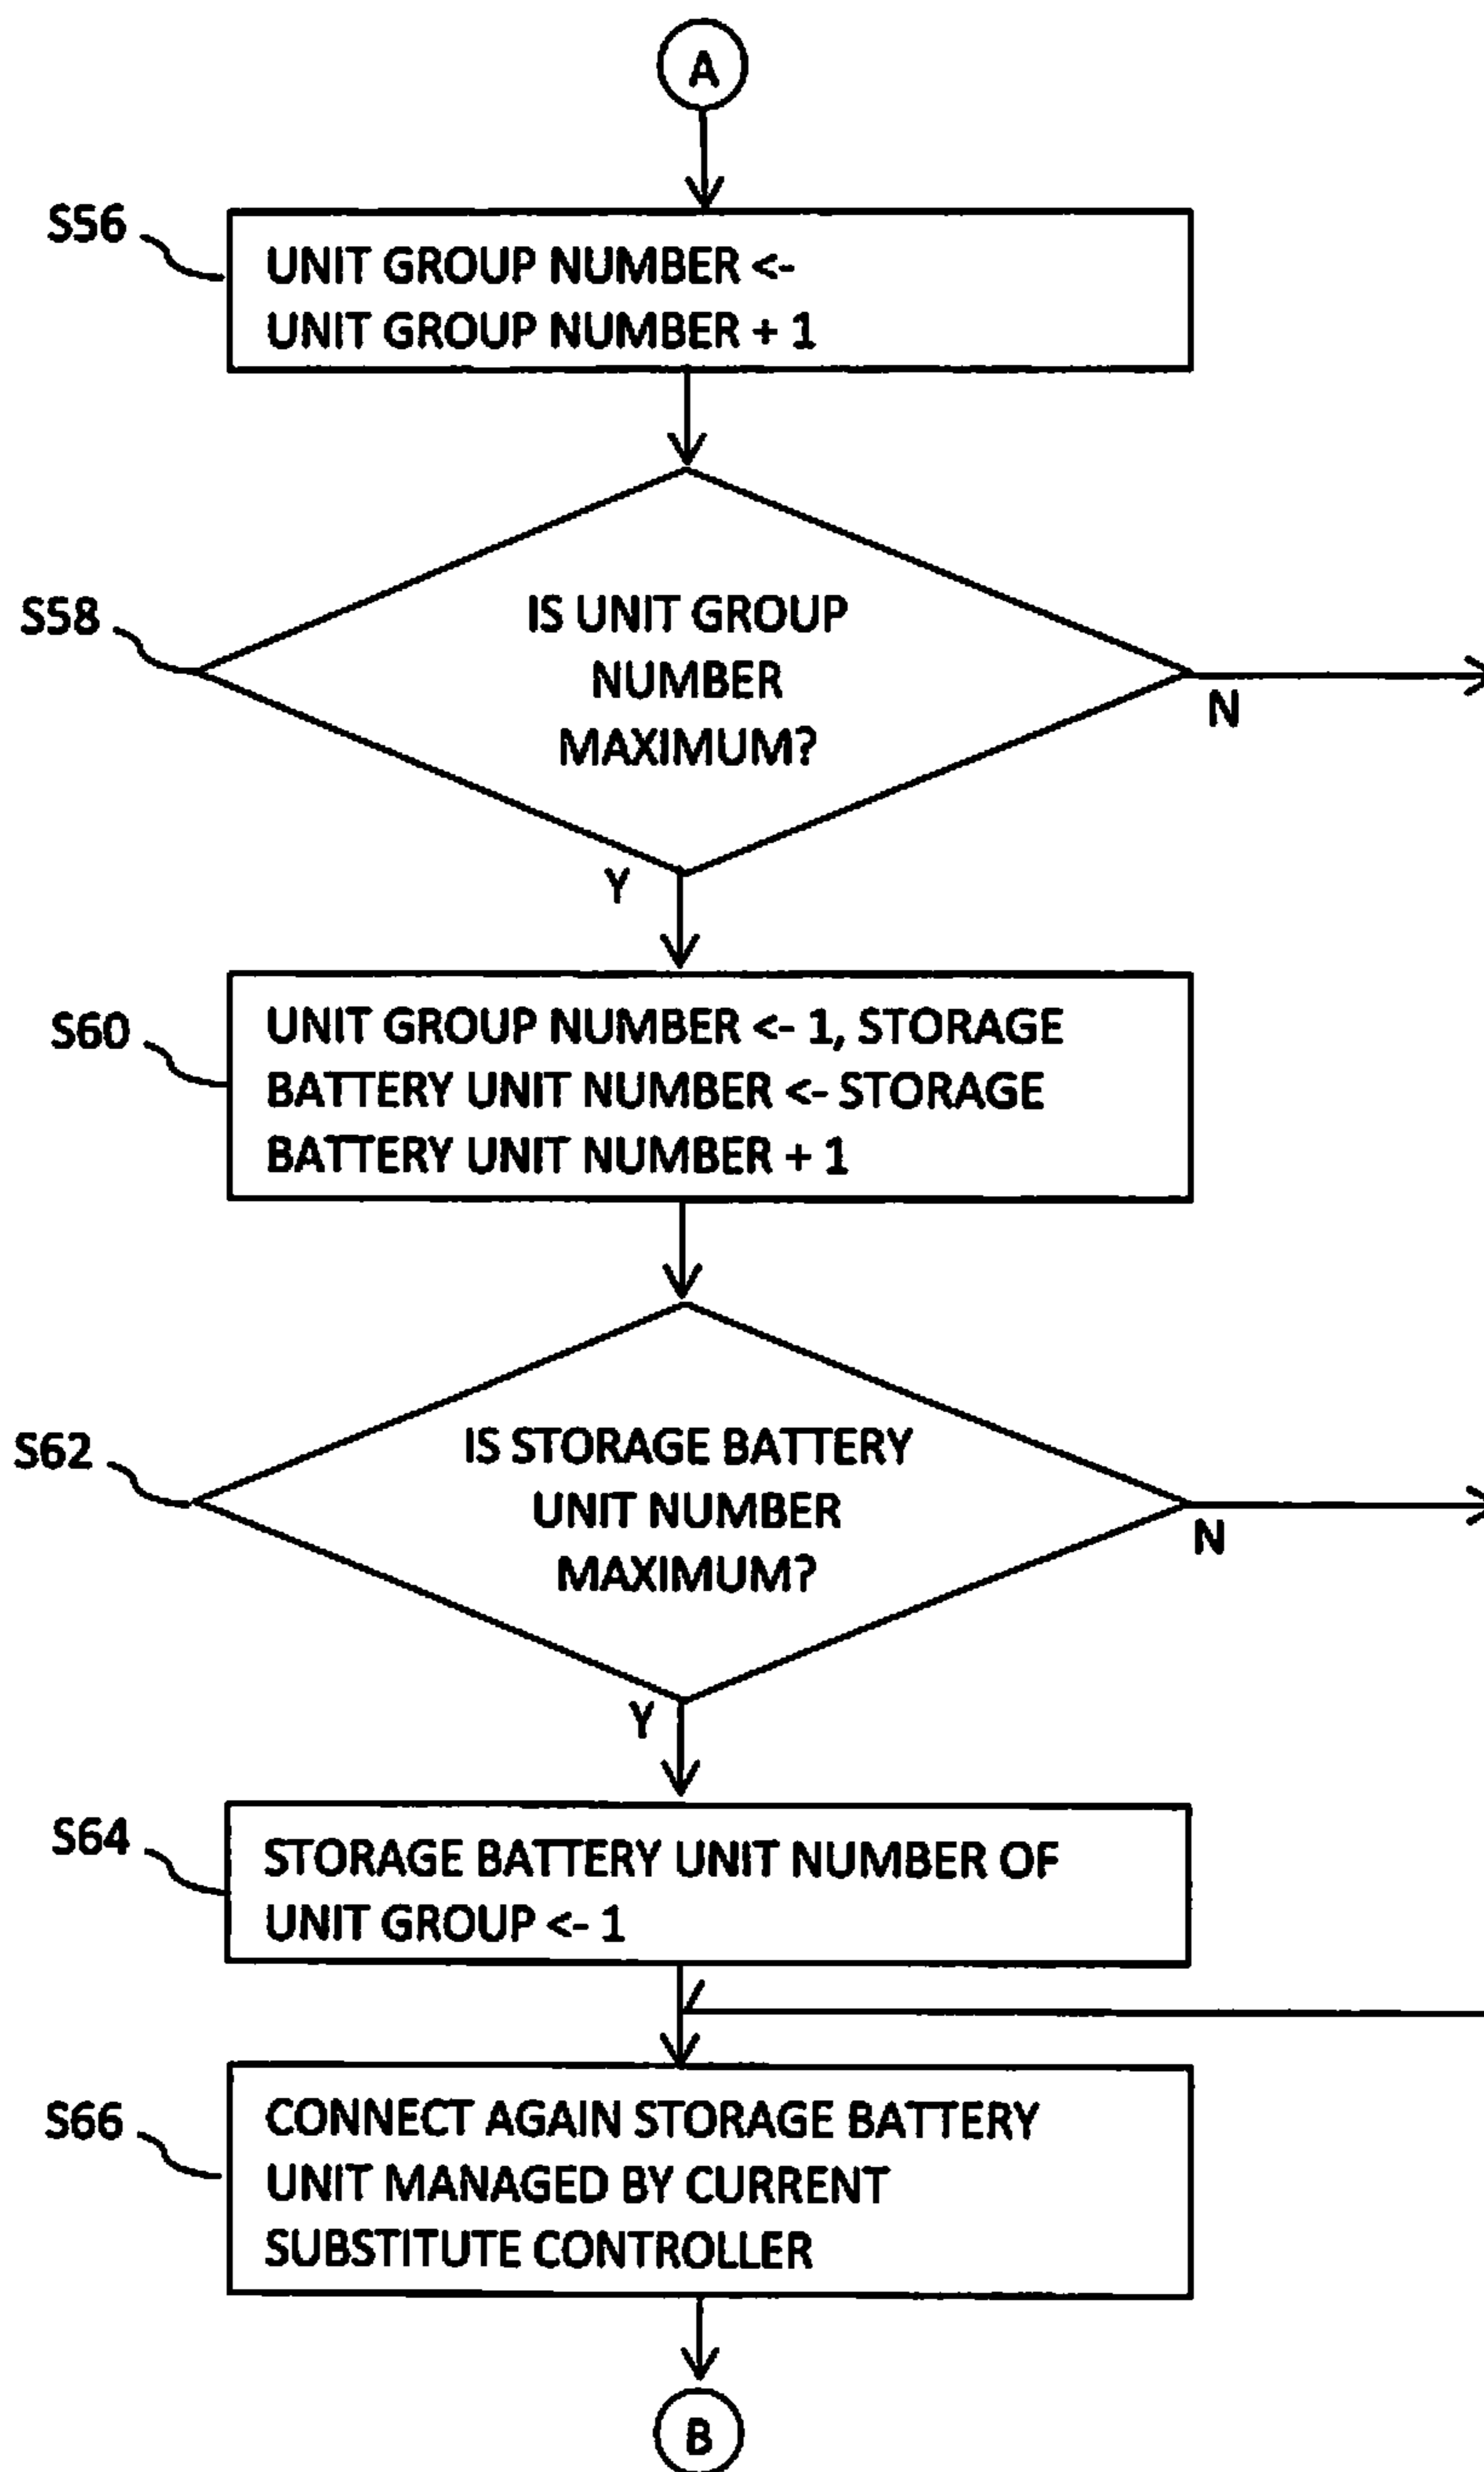 A
S56
UNIT GROUP NUMBER <-
UNIT GROUP NUMBER + 1
S58
IS UNIT GROUP
NUMBER
MAXIMUM?
N
Y
S60
UNIT GROUP NUMBER <- 1, STORAGE
BATTERY UNIT NUMBER <- STORAGE
BATTERY UNIT NUMBER + 1
S62
IS STORAGE BATTERY
UNIT NUMBER
MAXIMUM?
N
Y
S64
STORAGE BATTERY UNIT NUMBER OF
UNIT GROUP <- 1
S66
CONNECT AGAIN STORAGE BATTERY
UNIT MANAGED BY CURRENT
SUBSTITUTE CONTROLLER
B